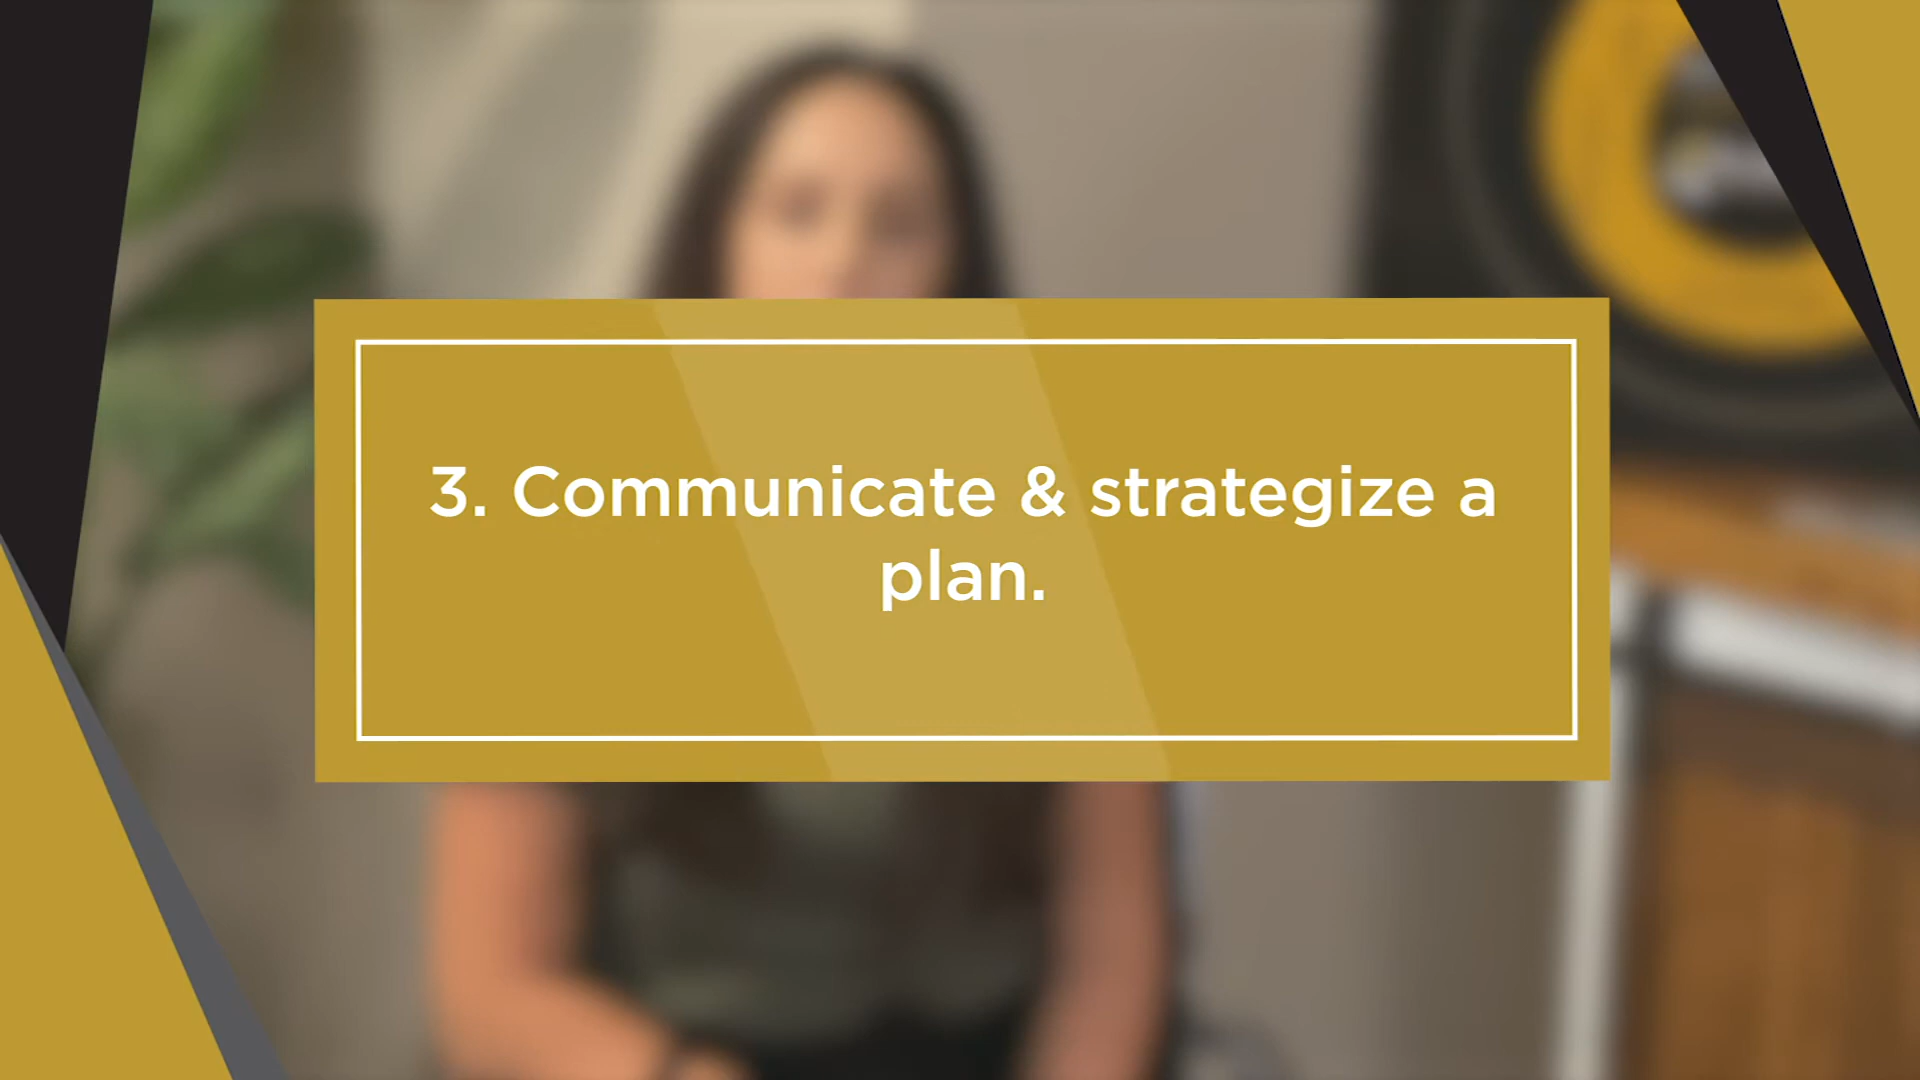 3. Communicate & strategize a
plan.